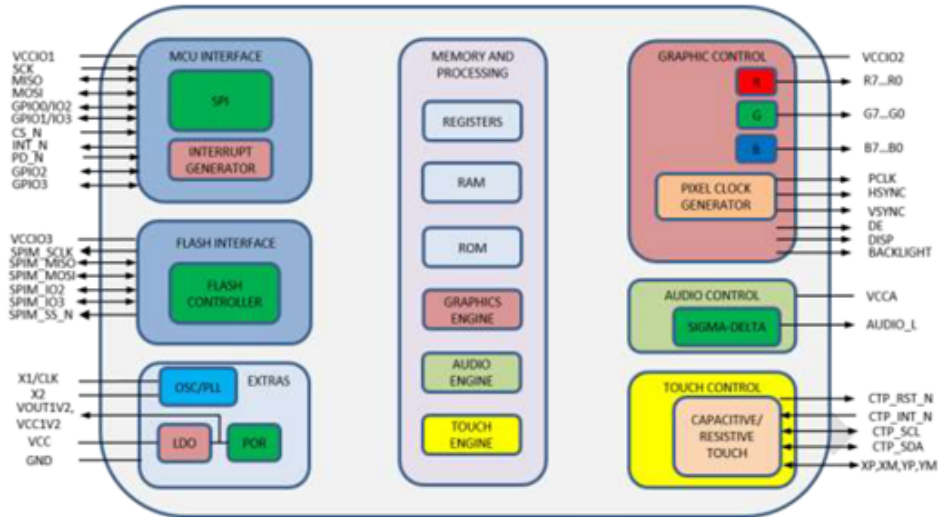 VCCIO1
SCK
MISO
MOSI
GPIO0/IO2
GPIO1/IO3
CS_N
INT_N
PD_N
GPIO2
GPIO3
MCU INTERFACE
SPI
INTERRUPT
GENERATOR
VCCIO3
SPIM_SCLK
SPIM_MISO
SPIM_MOSI
SPIM_IO2
SPIM_IO3
SPIM_SS_N
FLASH INTERFACE
FLASH
CONTROLLER
X1/CLK
X2
VOUT1V2,
VCC1V2
VCC
GND
OSC/PLL
EXTRAS
LDO
POR
MEMORY AND
PROCESSING
REGISTERS
RAM
ROM
GRAPHICS
ENGINE
AUDIO
ENGINE
TOUCH
ENGINE
GRAPHIC CONTROL
R
G
B
PIXEL CLOCK
GENERATOR
VCCIO2
R7...R0
G7...G0
B7...B0
PCLK
HSYNC
VSYNC
DE
DISP
BACKLIGHT
AUDIO CONTROL
SIGMA-DELTA
VCCA
AUDIO_L
TOUCH CONTROL
CAPACITIVE/
RESISTIVE
TOUCH
CTP_RST_N
CTP_INT_N
CTP_SCL
CTP_SDA
XP,XM,YP,YM